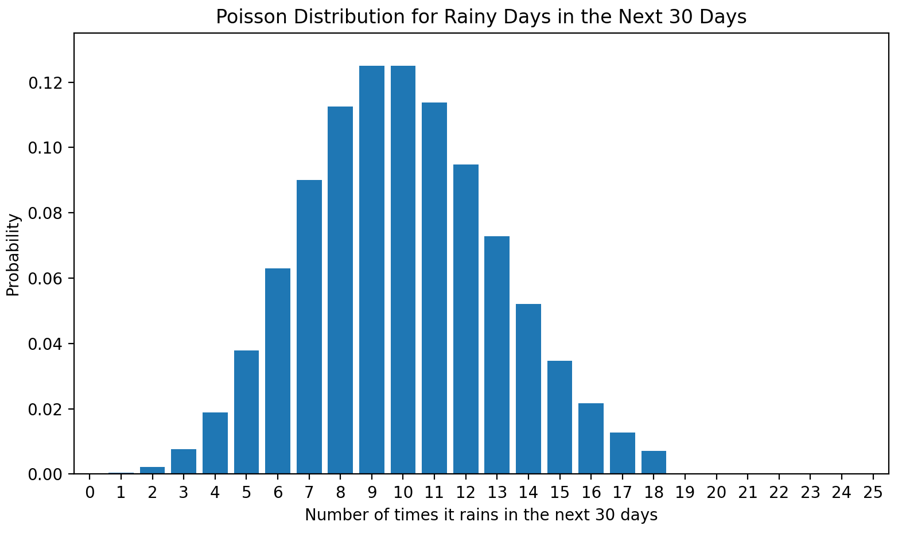 Poisson Distribution for Rainy Days in the Next 30 Days
Probability
0.12
0.10
0.08
0.06
0.04
0.02
0.00
0 1 2 3 4 5 6 7 8 9 10 11 12 13 14 15 16 17 18 19 20 21 22 23 24 25
Number of times it rains in the next 30 days